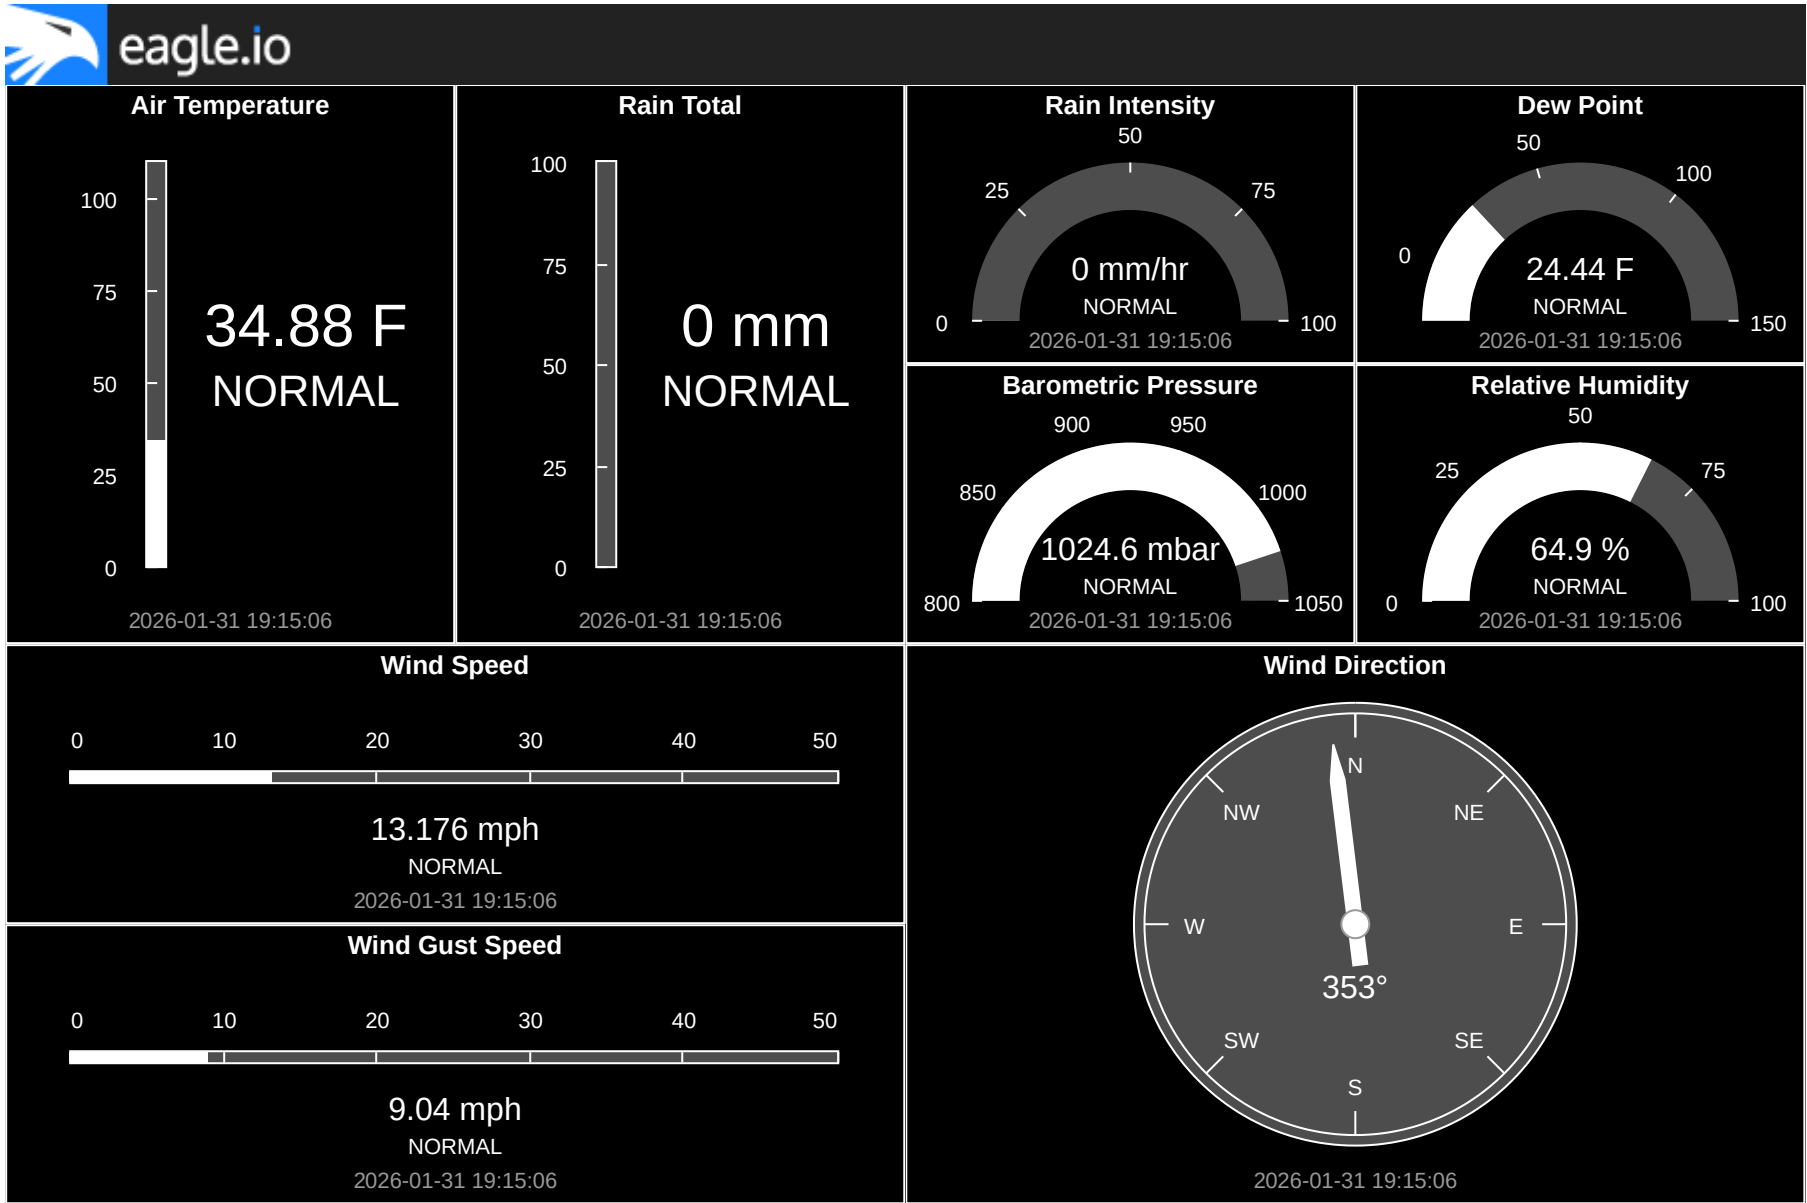 eagle.io
Air Temperature
100
75
50
25
0
34.88 F
NORMAL
2026-01-31 19:15:06
Rain Total
100
75
50
25
0
0 mm
NORMAL
2026-01-31 19:15:06
Rain Intensity
50
25
75
0
100
0 mm/hr
NORMAL
2026-01-31 19:15:06
Dew Point
50
100
0
150
24.44 F
NORMAL
2026-01-31 19:15:06
Barometric Pressure
900
950
850
1000
800
1050
1024.6 mbar
NORMAL
2026-01-31 19:15:06
Relative Humidity
50
25
75
0
100
64.9 %
NORMAL
2026-01-31 19:15:06
Wind Speed
0 10 20 30 40 50
13.176 mph
NORMAL
2026-01-31 19:15:06
Wind Gust Speed
0 10 20 30 40 50
9.04 mph
NORMAL
2026-01-31 19:15:06
Wind Direction
N
NW
NE
W
E
353°
SW
SE
S
2026-01-31 19:15:06